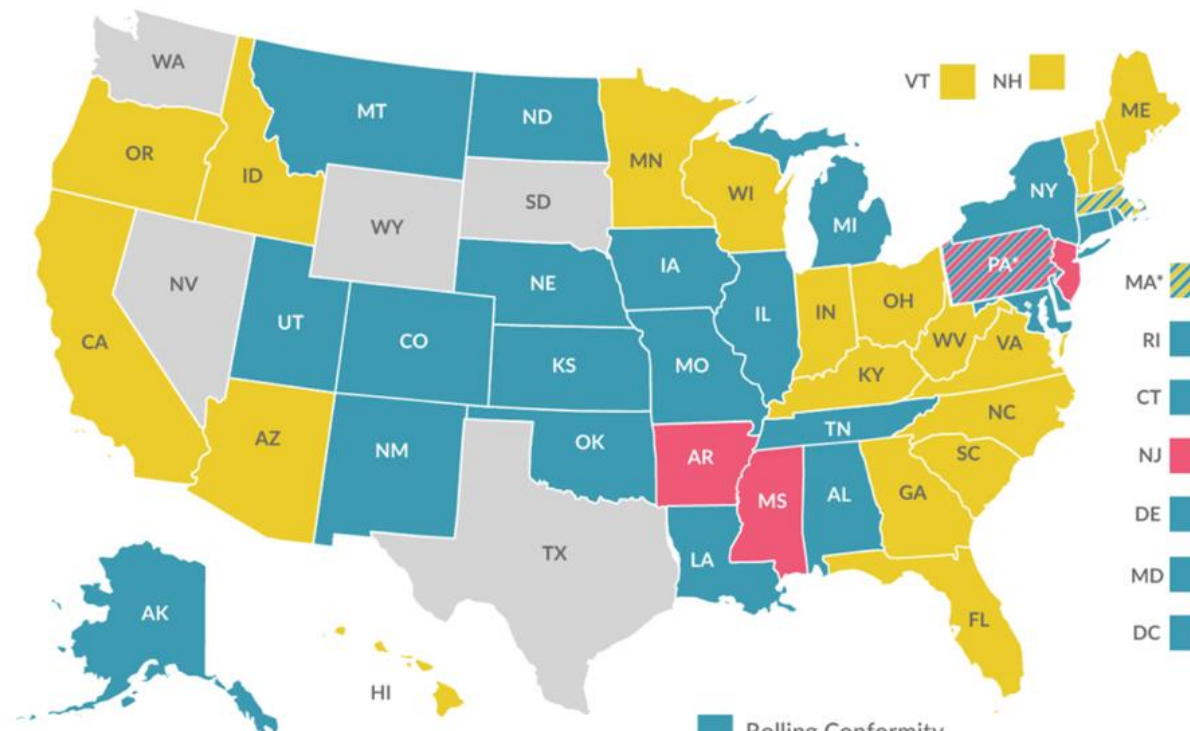 WA
VT
NH
MT
ND
ME
OR
MN
ID
WI
SD
NY
WY
MI
IA
PA*
NV
NE
MA*
IN
OH
UT
IL
CO
WV
VA
RI
CA
KS
MO
KY
CT
NC
TN
AZ
OK
NM
SC
AR
NJ
GA
MS
AL
DE
TX
LA
MD
AK
FL
DC
HI
Rolling Conformity